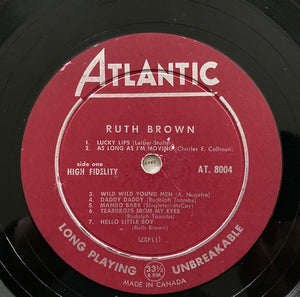 ATLANTIC
RUTH BROWN
1. LUCKY LIPS (Leiber-Stoller)
2. AS LONG AS I'M MOVING (Charles E. Calhoun)
side one
HIGH FIDELITY
AT. 8004
3. WILD WILD YOUNG MEN (A. Nugetre)
4. DADDY DADDY (Rudolph Toombs)
5. MAMBO BABY (Singleton-McCoy)
6. TEARDROPS FROM MY EYES
(Rudolph Toombs)
7. HELLO LITTLE BOY
(Ruth Brown)
LONG PLAYING 33⅓ R.P.M. UNBREAKABLE
MADE IN CANADA